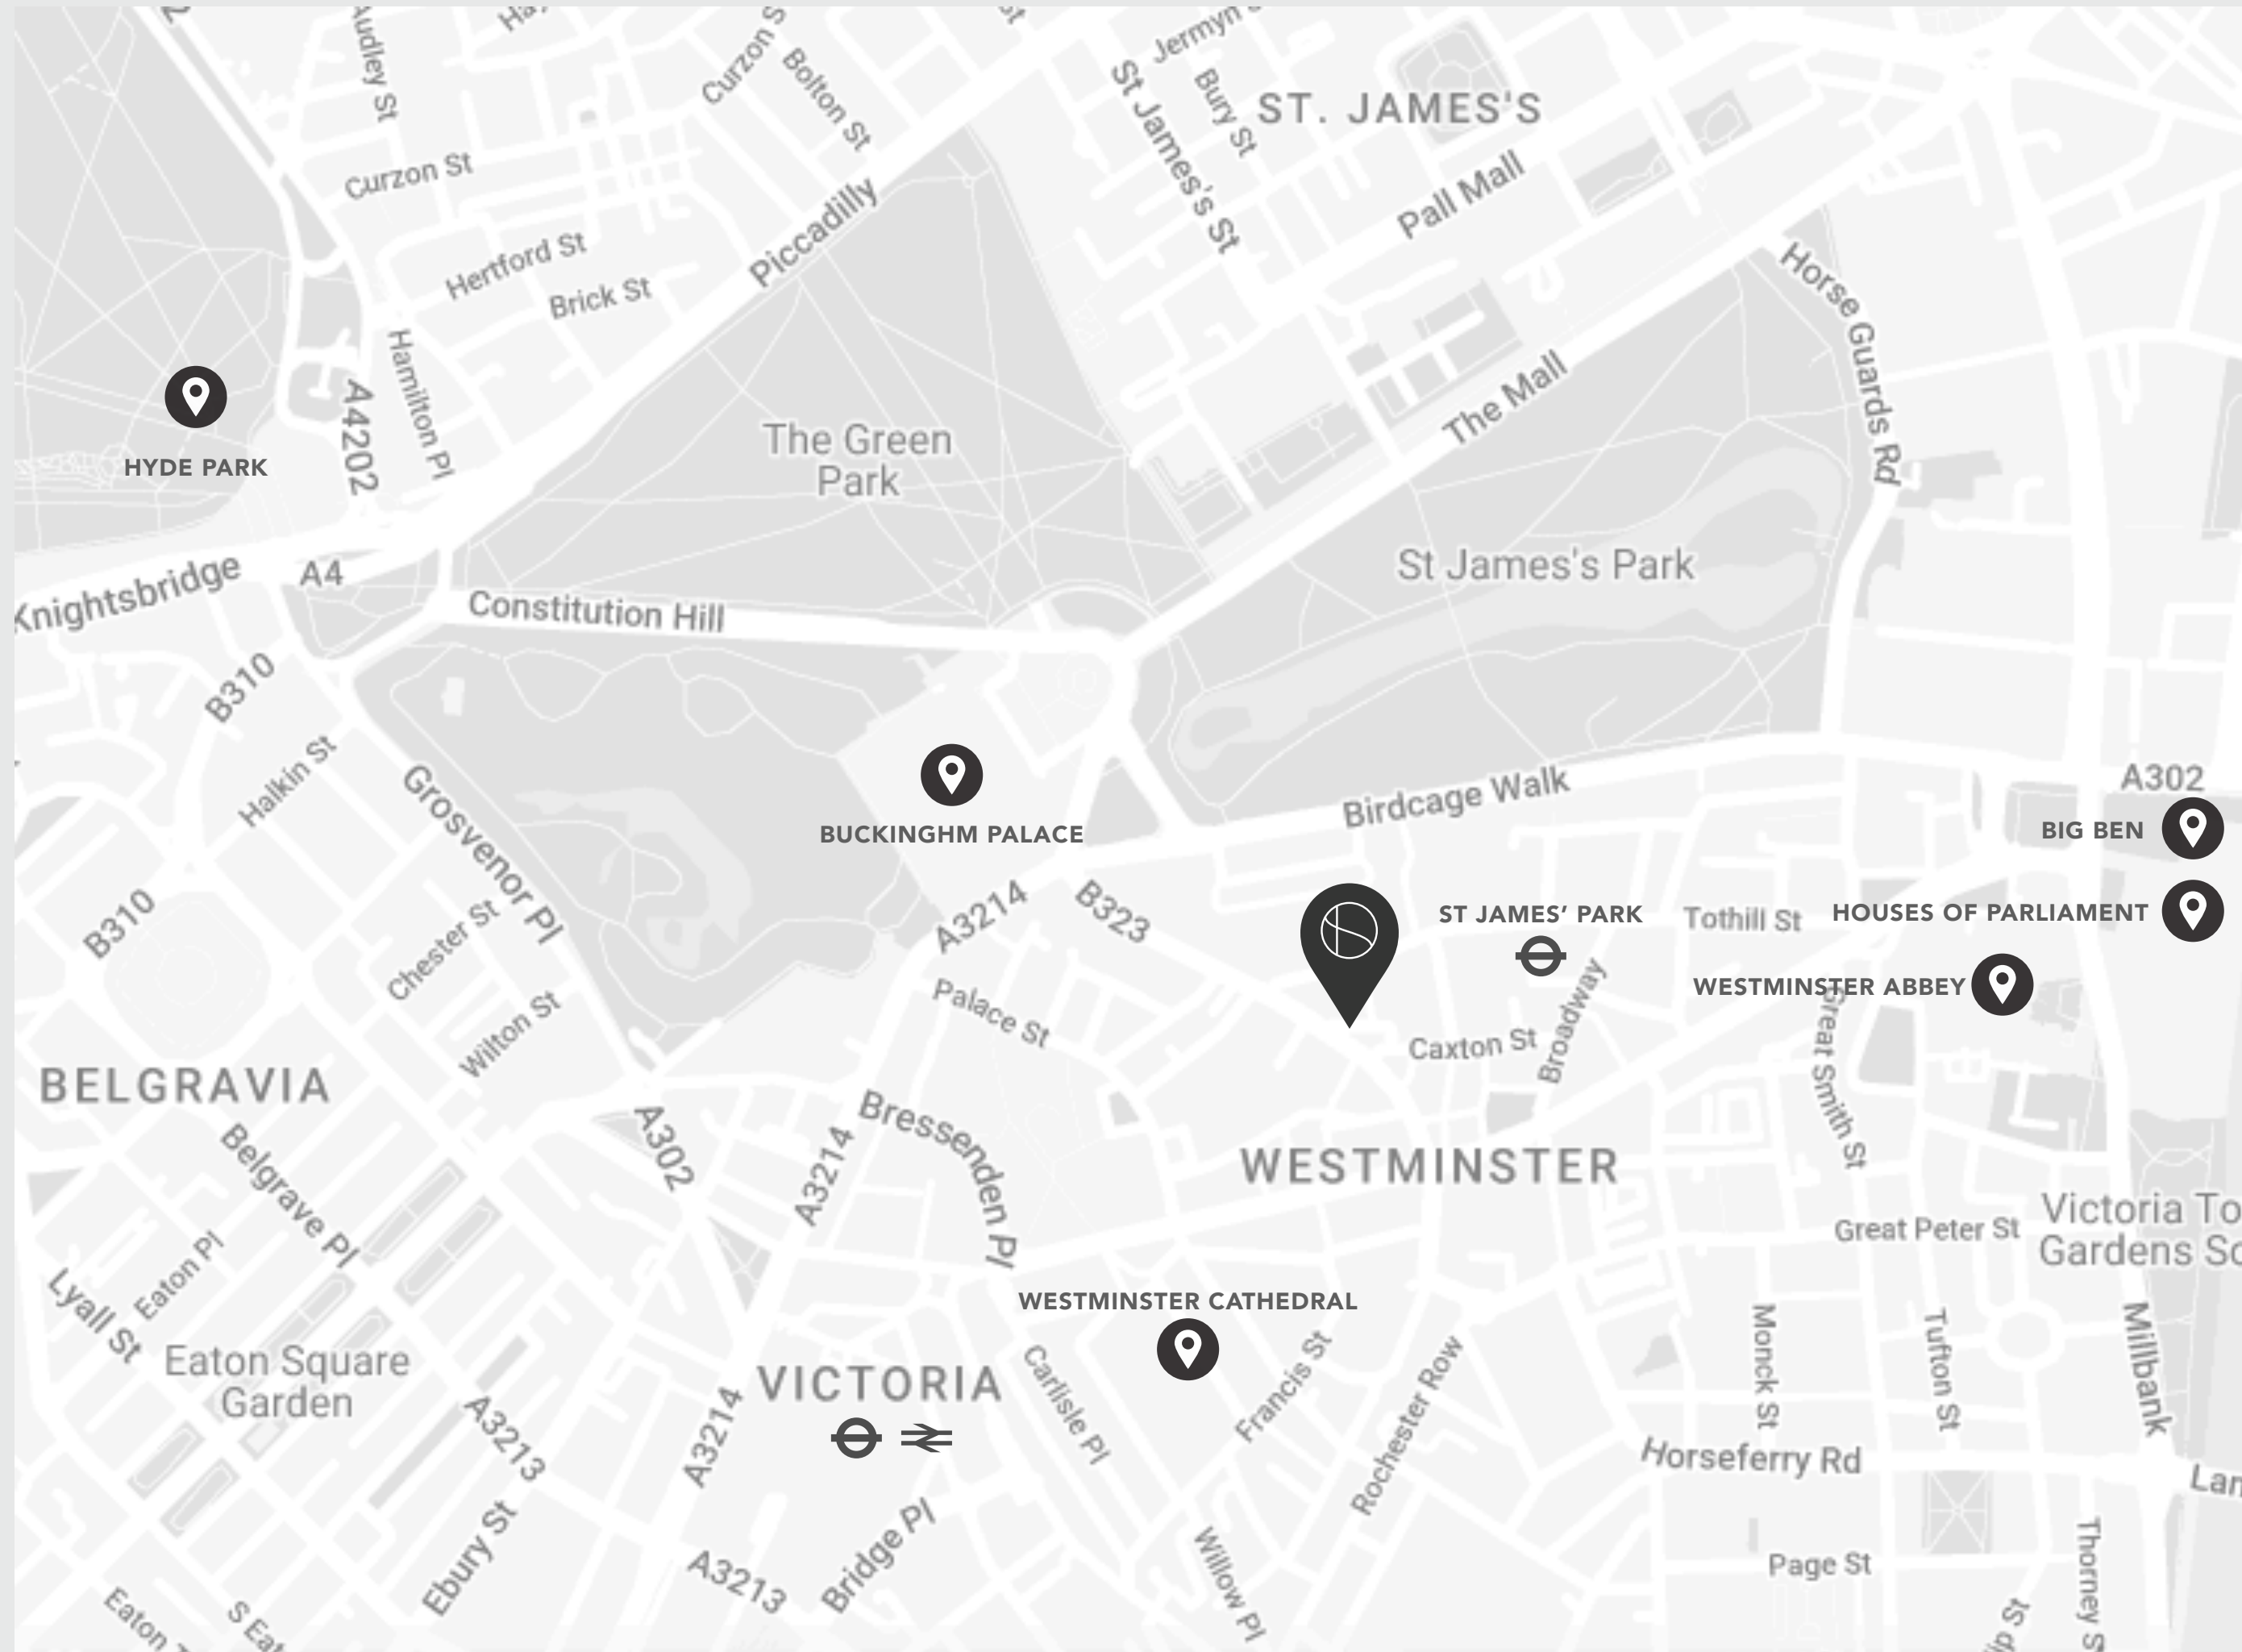 Audley St
Curzon S
Bolton St
Jermyn
St James's St
Bury St
ST. JAMES'S
Curzon St
Pall Mall
Piccadilly
Hertford St
Brick St
Horse Guards Rd
Hamilton Pl
A4202
The Mall
HYDE PARK
The Green
Park
St James's Park
Knightsbridge
A4
Constitution Hill
B310
Halkin St
Grosvenor Pl
BUCKINGHM PALACE
Birdcage Walk
A302
BIG BEN
B310
Chester St
A3214
B323
ST JAMES’ PARK
Tothill St
HOUSES OF PARLIAMENT
WESTMINSTER ABBEY
Palace St
Wilton St
Caxton St
Broadway
Great Smith St
BELGRAVIA
A302
Bressenden Pl
A3214
Belgrave Pl
WESTMINSTER
Eaton Pl
Great Peter St
Victoria To
Gardens So
Lyall St
WESTMINSTER CATHEDRAL
Eaton Square
Garden
VICTORIA
Carlisle Pl
Francis St
Rochester Row
Monck St
Tufton St
Millbank
A3213
A3214
Horseferry Rd
Lan
Ebury St
A3213
Bridge Pl
Willow Pl
Page St
Thorney S
Eaton
S Eat
ip St